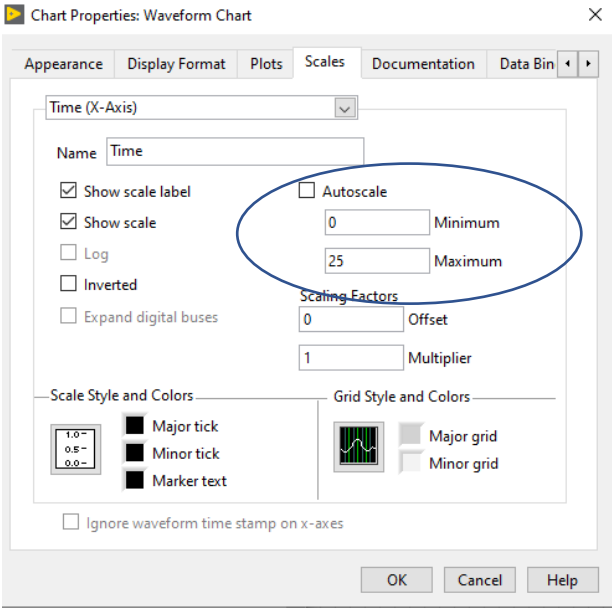 Chart Properties: Waveform Chart
Appearance Display Format Plots Scales Documentation Data Bin
Time (X-Axis)
Name Time
Show scale label Autoscale
Show scale 0 Minimum
Log 25 Maximum
Inverted Scaling Factors
Expand digital buses 0 Offset
1 Multiplier
Scale Style and Colors Grid Style and Colors
1.0
0.5
0.0
Major tick Major grid
Minor tick Minor grid
Marker text
Ignore waveform time stamp on x-axes
OK Cancel Help